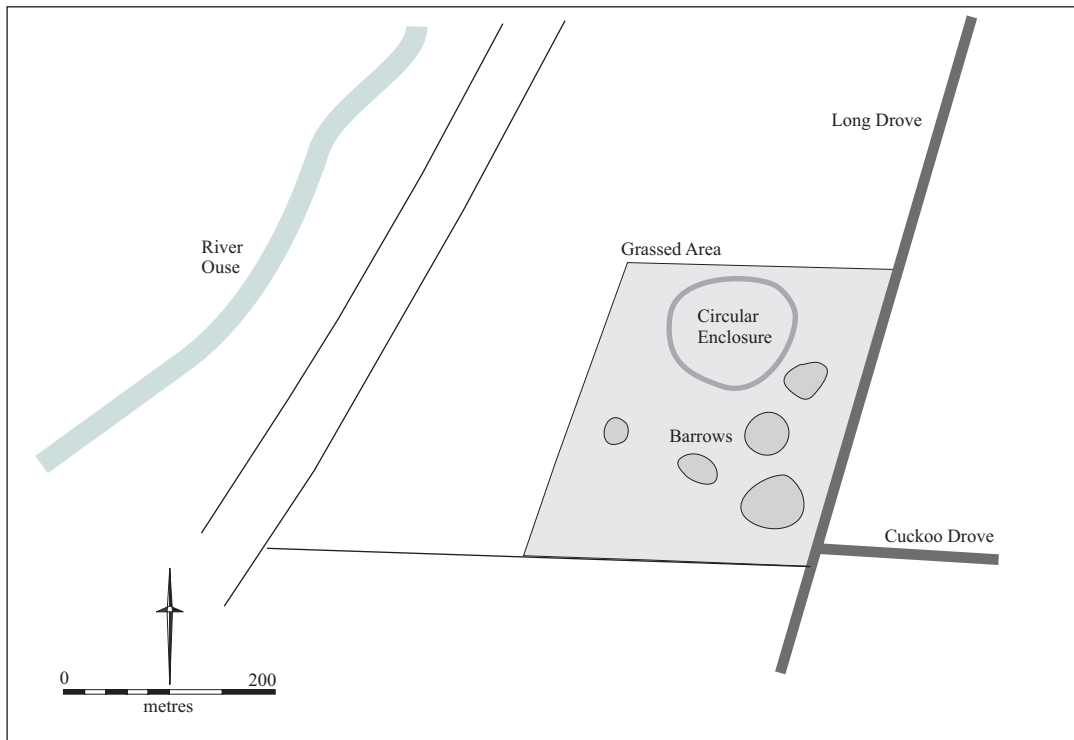 Long Drove
River
Ouse
Grassed Area
Circular
Enclosure
Barrows
Cuckoo Drove
0 200
metres